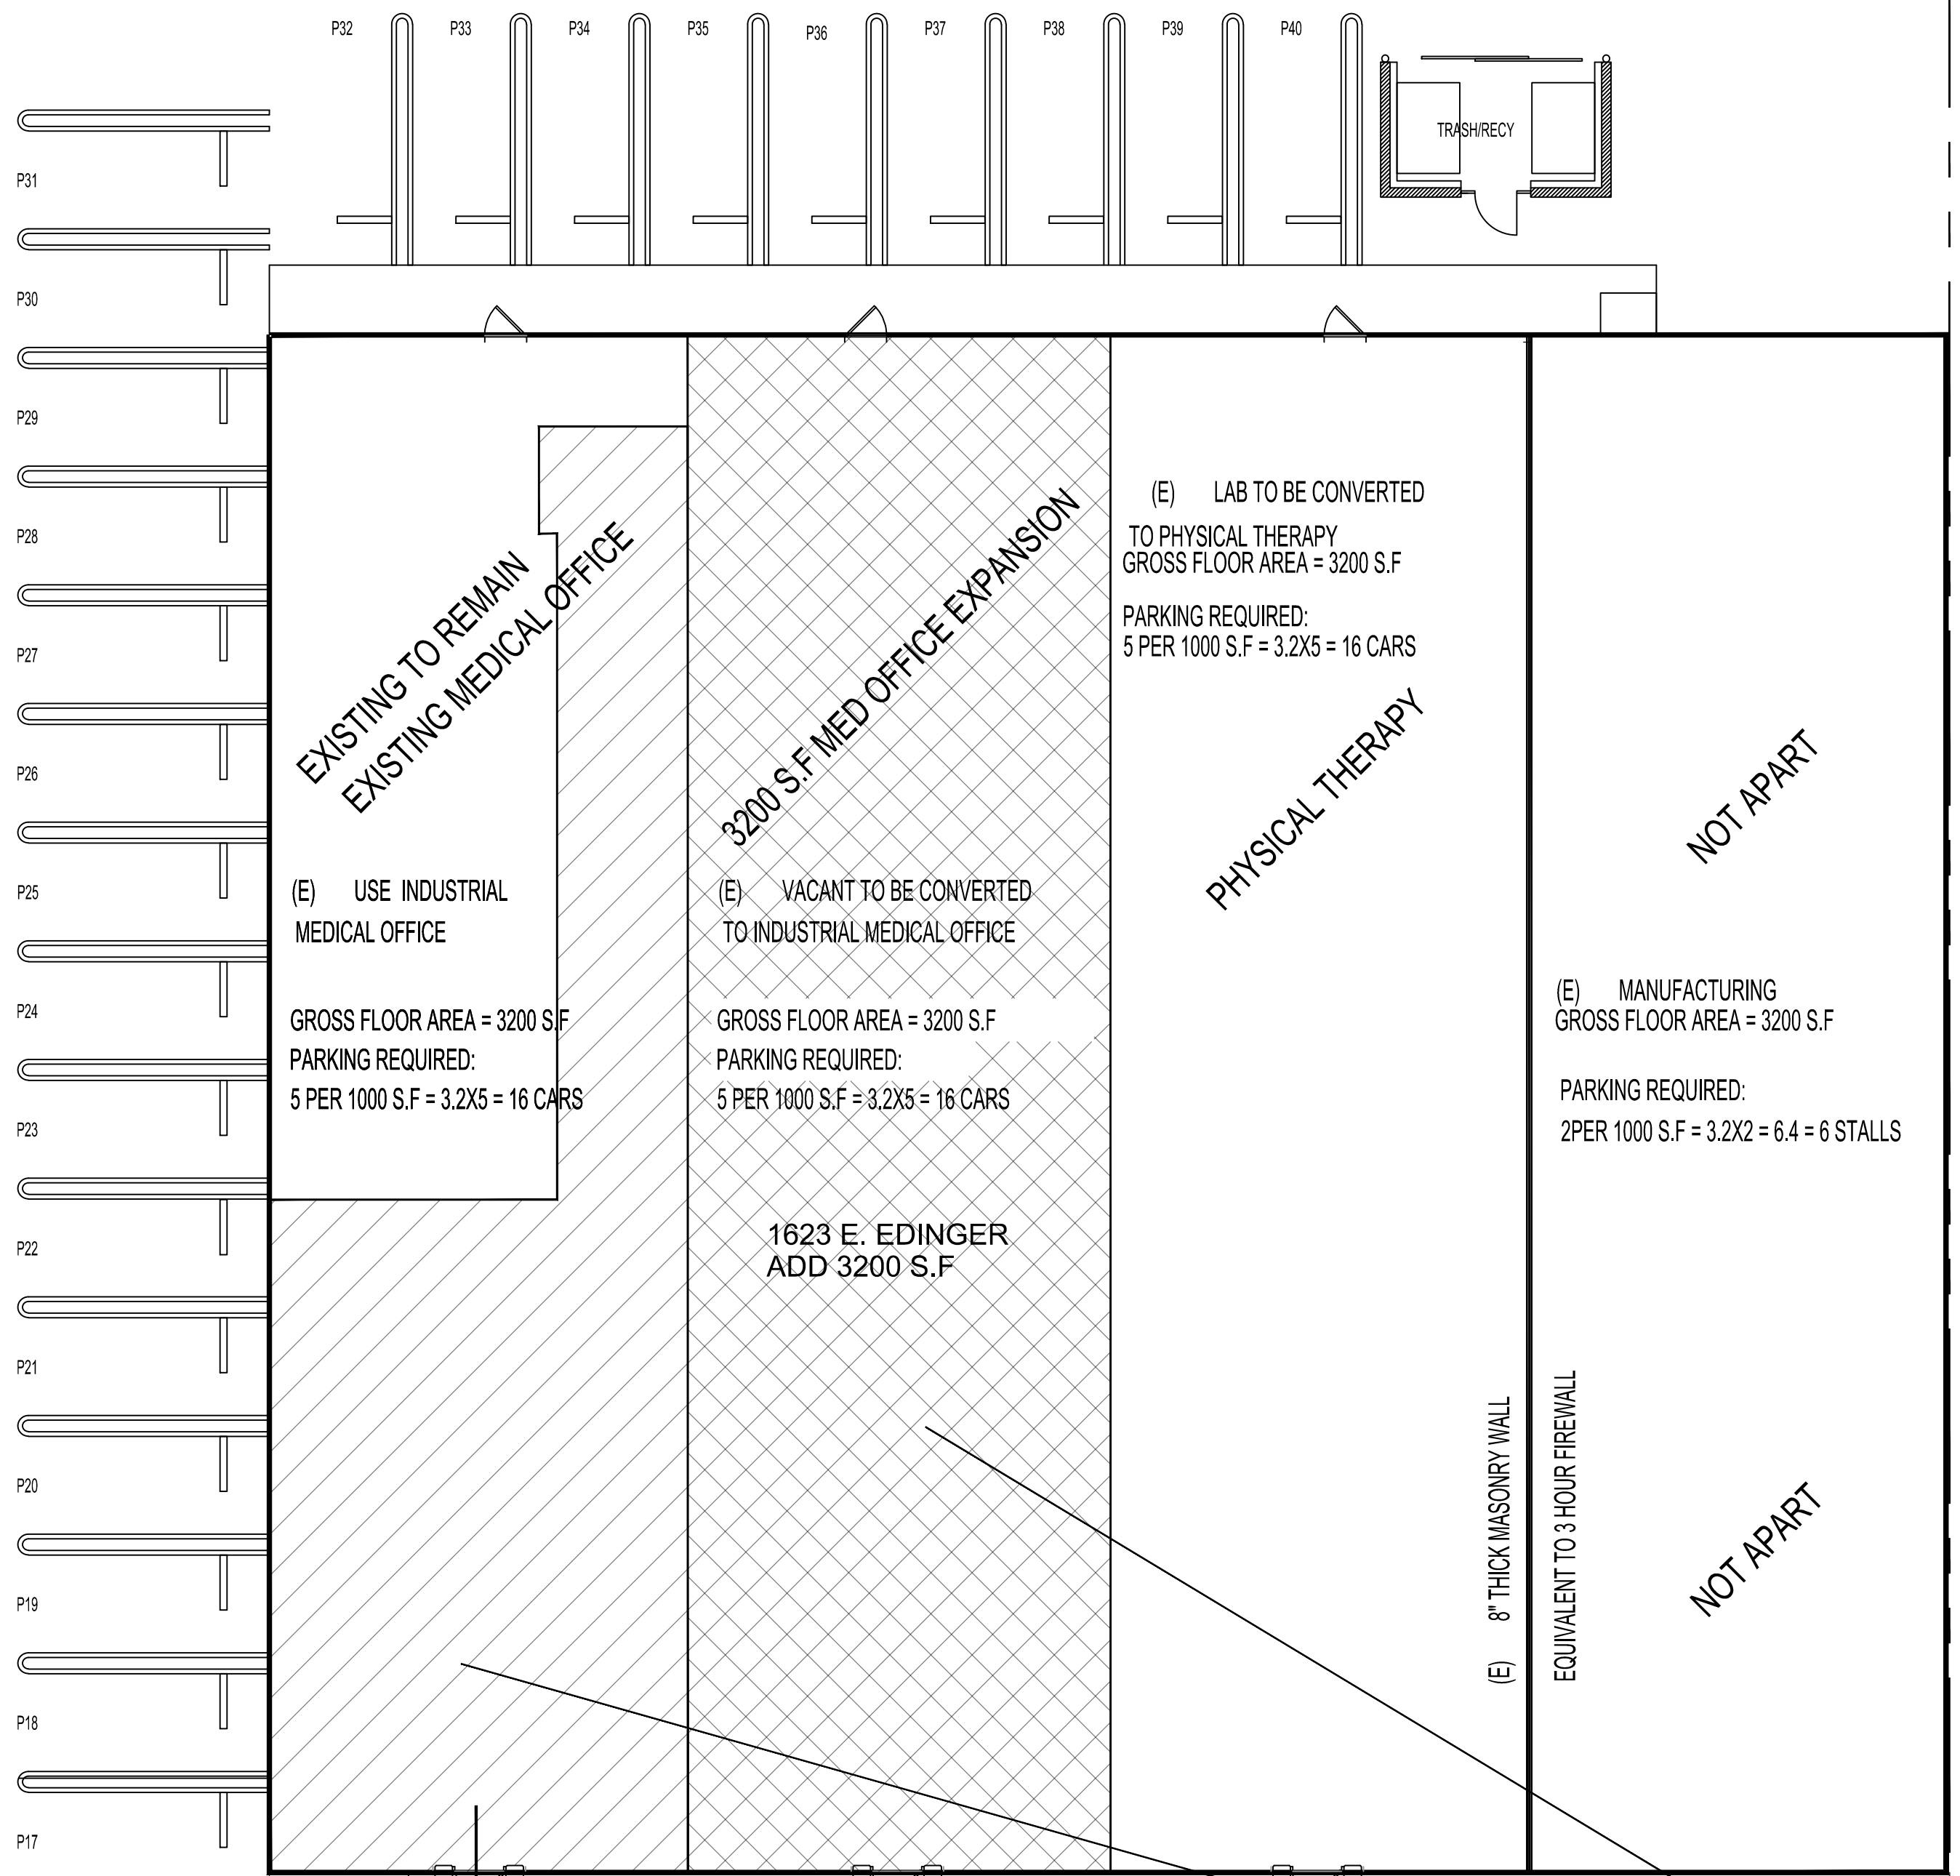 P32
P33
P34
P35
P36
P37
P38
P39
P40
TRASH/RECY
P31
P30
P29
P28
P27
P26
P25
P24
P23
P22
P21
P20
P19
P18
P17
EXISTING TO REMAIN
EXISTING MEDICAL OFFICE
(E) USE INDUSTRIAL
MEDICAL OFFICE
GROSS FLOOR AREA = 3200 S.F
PARKING REQUIRED:
5 PER 1000 S.F = 3.2X5 = 16 CARS
3200 S.F MED OFFICE EXPANSION
(E) VACANT TO BE CONVERTED
TO INDUSTRIAL MEDICAL OFFICE
GROSS FLOOR AREA = 3200 S.F
PARKING REQUIRED:
5 PER 1000 S.F = 3.2X5 = 16 CARS
1623 E. EDINGER
ADD 3200 S.F
(E) LAB TO BE CONVERTED
TO PHYSICAL THERAPY
GROSS FLOOR AREA = 3200 S.F
PARKING REQUIRED:
5 PER 1000 S.F = 3.2X5 = 16 CARS
PHYSICAL THERAPY
(E) 8" THICK MASONRY WALL
EQUIVALENT TO 3 HOUR FIREWALL
NOT APART
(E) MANUFACTURING
GROSS FLOOR AREA = 3200 S.F
PARKING REQUIRED:
2PER 1000 S.F = 3.2X2 = 6.4 = 6 STALLS
NOT APART